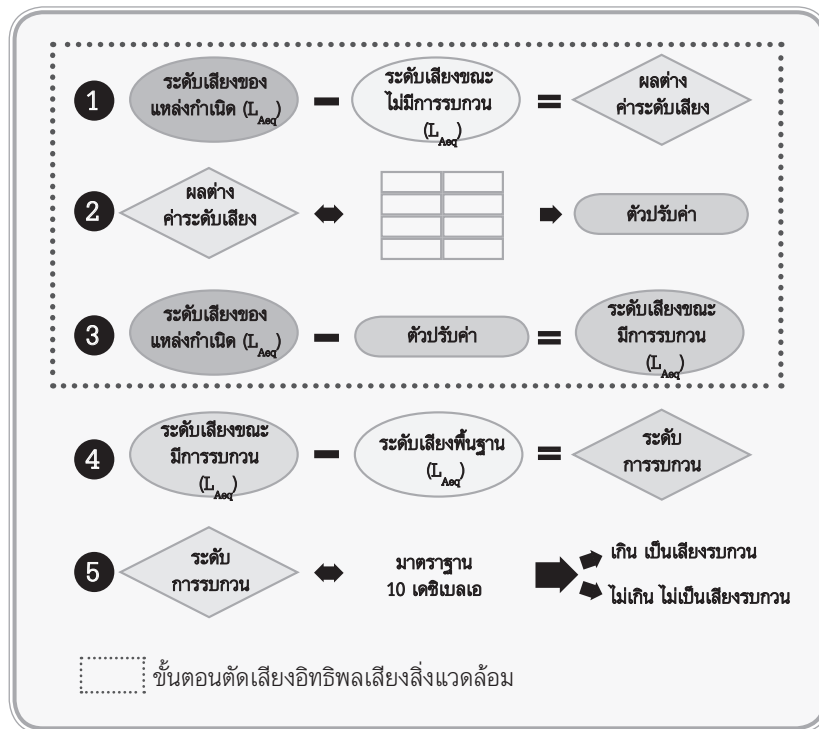 1
ระดับเสียงของ
แหล่งกำเนิด (L Aeq)
ระดับเสียงขณะ
ไม่มีการรบกวน
(L Aeq)
ผลต่าง
ค่าระดับเสียง
2
ผลต่าง
ค่าระดับเสียง
ตัวปรับค่า
3
ระดับเสียงของ
แหล่งกำเนิด (L Aeq)
ตัวปรับค่า
ระดับเสียงขณะ
มีการรบกวน
(L Aeq)
4
ระดับเสียงขณะ
มีการรบกวน
(L Aeq)
ระดับเสียงพื้นฐาน
(L Aeq)
ระดับ
การรบกวน
5
ระดับ
การรบกวน
มาตราฐาน
10 เดซิเบลเอ
เกิน เป็นเสียงรบกวน
ไม่เกิน ไม่เป็นเสียงรบกวน
ขั้นตอนตัดเสียงอิทธิพลเสียงสิ่งแวดล้อม